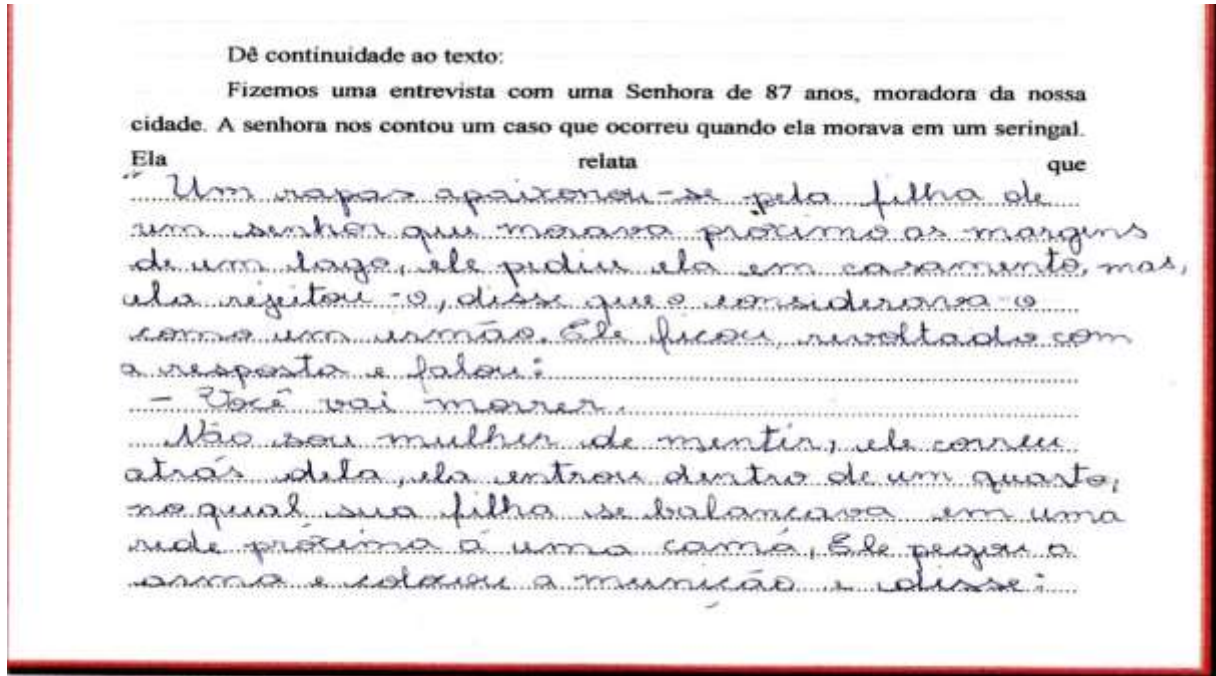 Dê continuidade ao texto:
Fizemos uma entrevista com uma Senhora de 87 anos, moradora da nossa
cidade. A senhora nos contou um caso que ocorreu quando ela morava em um seringal.
Ela relata que
" Um rapas apaixonou-se pela filha de
um senhor que morava próximo as margens
de um lago, ele pediu ela em casamento, mas,
ela rejeitou-o, disse que o considerava-o
como um irmão. Ele ficou revoltado com
a resposta e falou:
- Você vai morrer.
Não sou mulher de mentir, ele correu
atrás dela, ela entrou dentro de um quarto,
no qual sua filha se balancava em uma
rede próxima á uma camá, Ele pegou a
arma e colocou a munição e disse: